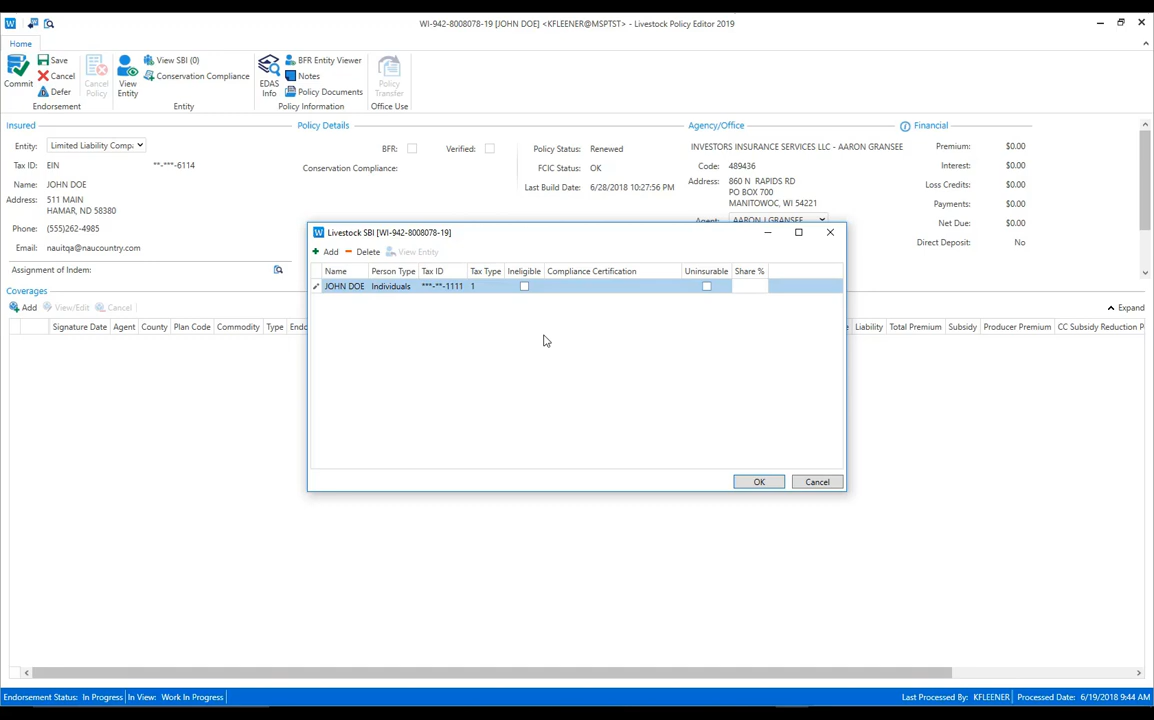 WI-942-8008078-19 [JOHN DOE] <KFLEENER@MSPTST> - Livestock Policy Editor 2019
Home
Commit
Save
Cancel
Defer
Cancel Policy
Endorsement
View Entity
View SBI (0)
Conservation Compliance
Entity
EDAS Info
BFR Entity Viewer
Notes
Policy Documents
Policy Information
Policy Transfer
Office Use
Insured
Entity: Limited Liability Comp:
Tax ID: EIN **-***-6114
Name: JOHN DOE
Address: 511 MAIN
HAMAR, ND 58380
Phone: (555)262-4985
Email: nauitqa@naucountry.com
Assignment of Indem:
Policy Details
BFR: Verified:
Conservation Compliance:
Policy Status: Renewed
FCIC Status: OK
Last Build Date: 6/28/2018 10:27:56 PM
Agency/Office
INVESTORS INSURANCE SERVICES LLC - AARON GRANSEE
Code: 489436
Address: 860 N RAPIDS RD
PO BOX 700
MANITOWOC, WI 54221
Agent: AARON J GRANSEE
Financial
Premium: $0.00
Interest: $0.00
Loss Credits: $0.00
Payments: $0.00
Net Due: $0.00
Direct Deposit: No
Livestock SBI [WI-942-8008078-19]
Add Delete View Entity
Name Person Type Tax ID Tax Type Ineligible Compliance Certification Uninsurable Share %
JOHN DOE Individuals ***-**-1111 1
OK Cancel
Coverages
Add View/Edit Cancel Expand
Signature Date Agent County Plan Code Commodity Type Endo e Liability Total Premium Subsidy Producer Premium CC Subsidy Reduction P
Endorsement Status: In Progress In View: Work In Progress Last Processed By: KFLEENER Processed Date: 6/19/2018 9:44 AM